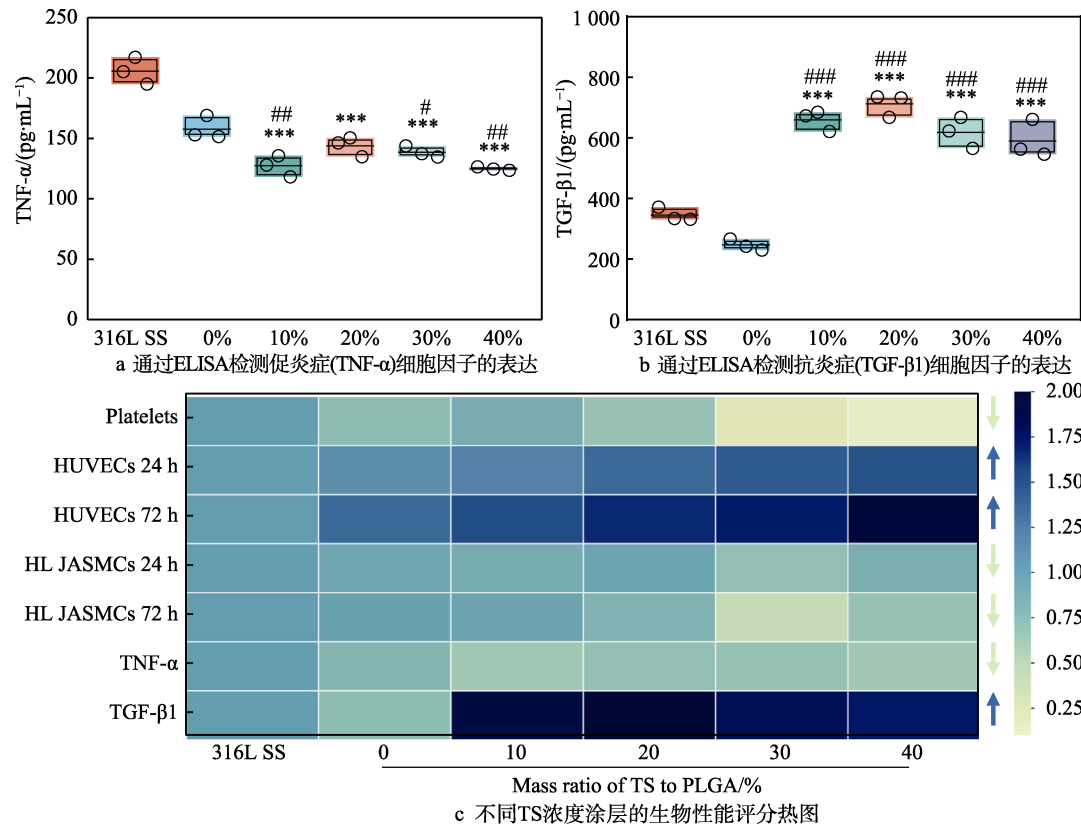 250
200
150
100
50
0
TNF-α/(pg·mL⁻¹)
##
***
***
#
***
##
***
316L SS 0% 10% 20% 30% 40%
a 通过ELISA检测促炎症(TNF-α)细胞因子的表达
1 000
800
600
400
200
0
TGF-β1/(pg·mL⁻¹)
###
***
###
***
###
***
###
***
316L SS 0% 10% 20% 30% 40%
b 通过ELISA检测抗炎症(TGF-β1)细胞因子的表达
Platelets
HUVECs 24 h
HUVECs 72 h
HL JASMCs 24 h
HL JASMCs 72 h
TNF-α
TGF-β1
2.00
1.75
1.50
1.25
1.00
0.75
0.50
0.25
316L SS 0 10 20 30 40
Mass ratio of TS to PLGA/%
c 不同TS浓度涂层的生物性能评分热图